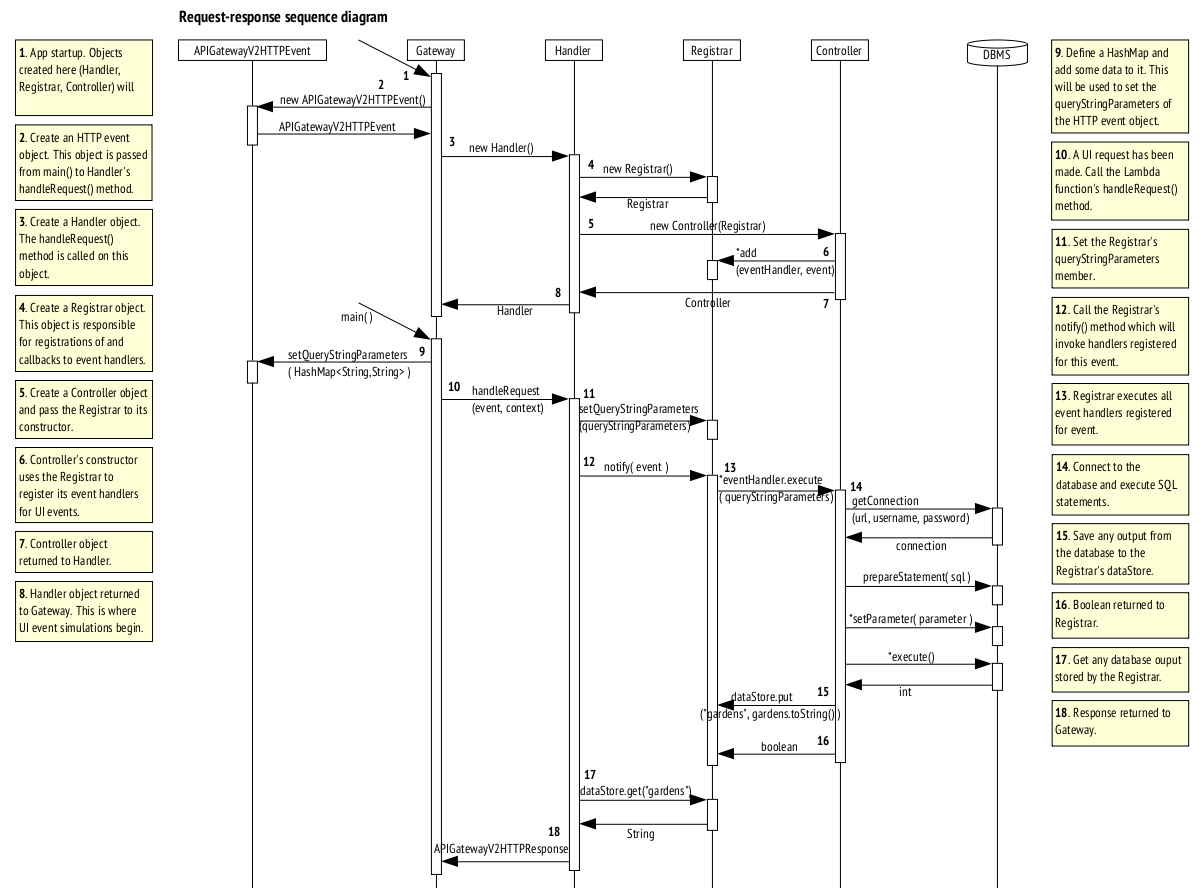 Request-response sequence diagram
1. App startup. Objects
created here (Handler,
Registrar, Controller) will
2. Create an HTTP event
object. This object is passed
from main() to Handler's
handleRequest() method.
3. Create a Handler object.
The handleRequest()
method is called on this
object.
4. Create a Registrar object.
This object is responsible
for registrations of and
callbacks to event handlers.
5. Create a Controller object
and pass the Registrar to its
constructor.
6. Controller's constructor
uses the Registrar to
register its event handlers
for UI events.
7. Controller object
returned to Handler.
8. Handler object returned
to Gateway. This is where
UI event simulations begin.
APIGatewayV2HTTPEvent
Gateway
Handler
Registrar
Controller
DBMS
1
2
new APIGatewayV2HTTPEvent()
APIGatewayV2HTTPEvent
3
new Handler()
4
new Registrar()
Registrar
5
new Controller(Registrar)
6
*add
(eventHandler, event)
7
Controller
8
Handler
main( )
9
setQueryStringParameters
( HashMap<String,String> )
10
handleRequest
(event, context)
11
setQueryStringParameters
(queryStringParameters)
12
notify( event )
13
*eventHandler.execute
( queryStringParameters)
14
getConnection
(url, username, password)
connection
prepareStatement( sql )
*setParameter( parameter )
*execute()
int
15
dataStore.put
("gardens", gardens.toString() )
16
boolean
17
dataStore.get("gardens")
String
18
APIGatewayV2HTTPResponse
9. Define a HashMap and
add some data to it. This
will be used to set the
queryStringParameters of
the HTTP event object.
10. A UI request has been
made. Call the Lambda
function's handleRequest()
method.
11. Set the Registrar's
queryStringParameters
member.
12. Call the Registrar's
notify() method which will
invoke handlers registered
for this event.
13. Registrar executes all
event handlers registered
for event.
14. Connect to the
database and execute SQL
statements.
15. Save any output from
the database to the
Registrar's dataStore.
16. Boolean returned to
Registrar.
17. Get any database ouput
stored by the Registrar.
18. Response returned to
Gateway.